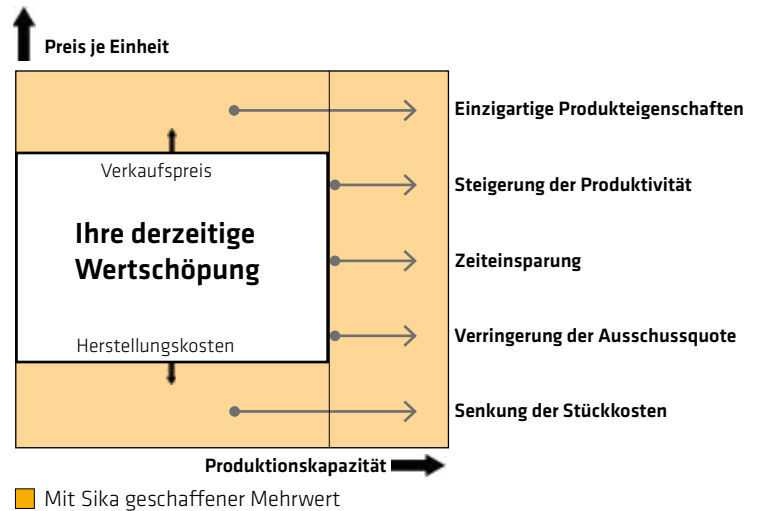 Preis je Einheit
Einzigartige Produkteigenschaften
Verkaufspreis
Steigerung der Produktivität
Ihre derzeitige
Wertschöpung
Zeiteinsparung
Verringerung der Ausschussquote
Herstellungskosten
Senkung der Stückkosten
Produktionskapazität
Mit Sika geschaffener Mehrwert